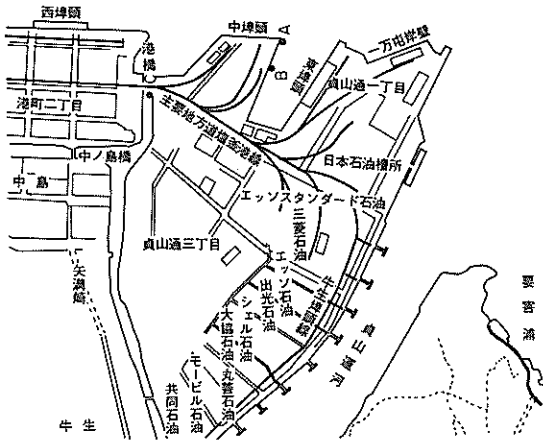 西埠頭
中埠頭
A
B
港橋
東埠頭
一万屯岸壁
貞山通一丁目
港町二丁目
主要地方道塩釜港線
中ノ島橋
日本石油樓所
中ノ島
エッソスタンダード石油
三菱石油
貞山通三丁目
エッソ石油
牛生埠頭線
出光石油
シェル石油
丸善石油
大協石油
モービル石油
共同石油
貞山運河
要害浦
牛生